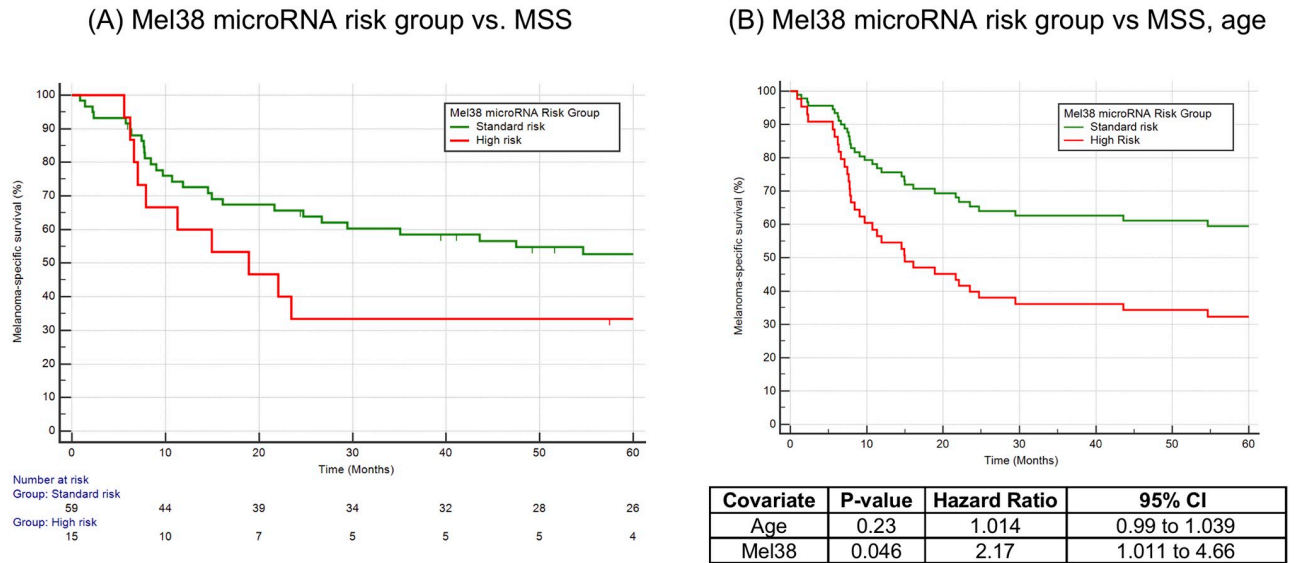 (A) Mel38 microRNA risk group vs. MSS
Melanoma-specific survival (%)
100
90
80
70
60
50
40
30
20
10
0
Mel38 microRNA Risk Group
Standard risk
High risk
0 10 20 30 40 50 60
Time (Months)
Number at risk
Group: Standard risk
59 44 39 34 32 28 26
Group: High risk
15 10 7 5 5 5 4
(B) Mel38 microRNA risk group vs MSS, age
Melanoma-specific survival (%)
100
90
80
70
60
50
40
30
20
10
0
Mel38 microRNA Risk Group
Standard risk
High Risk
0 10 20 30 40 50 60
Time (Months)
Covariate P-value Hazard Ratio 95% CI
Age 0.23 1.014 0.99 to 1.039
Mel38 0.046 2.17 1.011 to 4.66